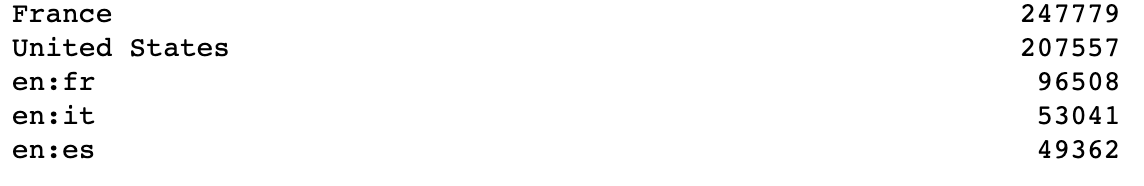 France 247779
United States 207557
en:fr 96508
en:it 53041
en:es 49362